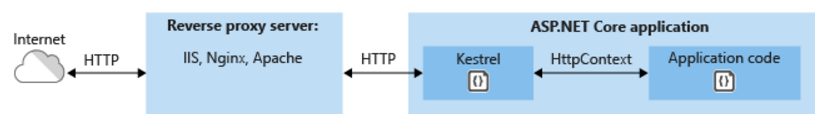 Internet
HTTP
Reverse proxy server:
IIS, Nginx, Apache
HTTP
ASP.NET Core application
Kestrel
{}
HttpContext
Application code
{}